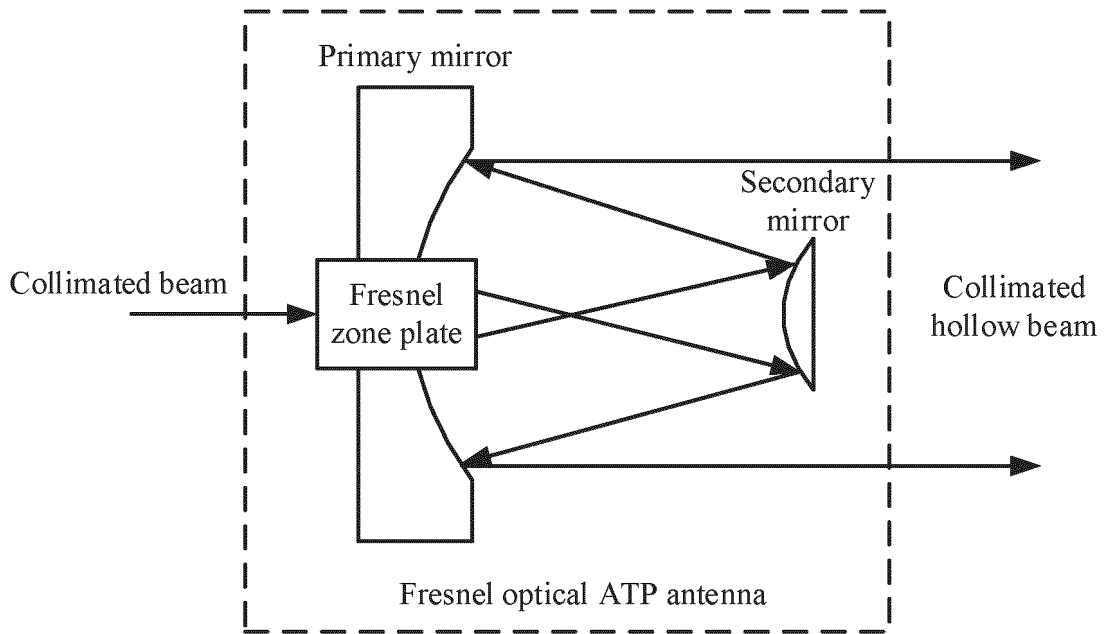 Primary mirror
Secondary
mirror
Collimated beam
Fresnel
zone plate
Collimated
hollow beam
Fresnel optical ATP antenna